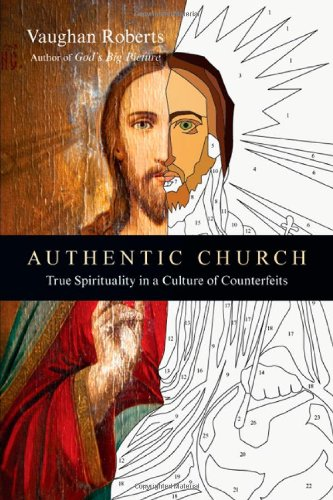 Vaughan Roberts
Author of God's Big Picture
AUTHENTIC CHURCH
True Spirituality in a Culture of Counterfeits